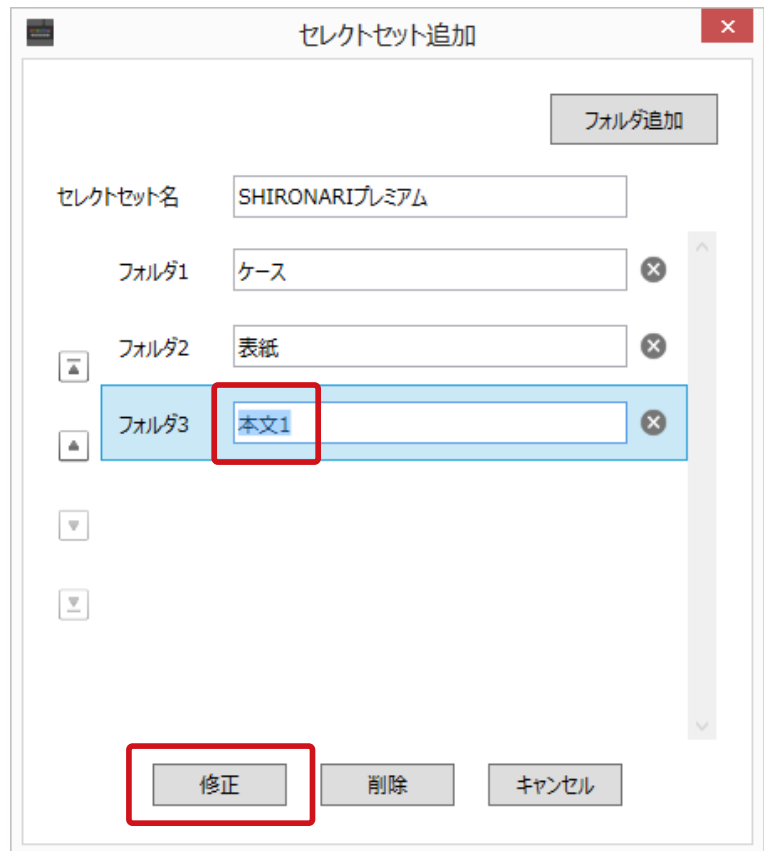 セレクトセット追加
フォルダ追加
セレクトセット名 SHIRONARIプレミアム
フォルダ1 ケース
フォルダ2 表紙
フォルダ3 本文1
修正 削除 キャンセル